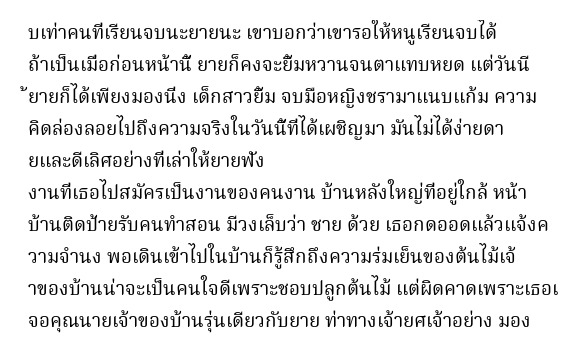 บเท่าคนที่เรียนจบนะยายนะ เขาบอกว่าเขารอให้หนูเรียนจบได้
ถ้าเป็นเมื่อก่อนหน้านี้ ยายก็คงจะยิ้มหวานจนตาแทบหยด แต่วันนี
้ยายก็ได้เพียงมองนิ่ง เด็กสาวยิ้ม จบมือหญิงชรามาแนบแก้ม ความ
คิดล่องลอยไปถึงความจริงในวันนี้ที่ได้เผชิญมา มันไม่ได้ง่ายดา
ยและดีเลิศอย่างที่เล่าให้ยายฟัง
งานที่เธอไปสมัครเป็นงานของคนงาน บ้านหลังใหญ่ที่อยู่ใกล้ หน้า
บ้านติดป้ายรับคนทำสอน มีวงเล็บว่า ชาย ด้วย เธอกดออดแล้วแจ้งค
วามจำนง พอเดินเข้าไปในบ้านก็รู้สึกถึงความร่มเย็นของต้นไม้เจ้
าของบ้านน่าจะเป็นคนใจดีเพราะชอบปลูกต้นไม้ แต่ผิดคาดเพราะเธอเ
จอคุณนายเจ้าของบ้านรุ่นเดียวกับยาย ท่าทางเจ้ายศเจ้าอย่าง มอง